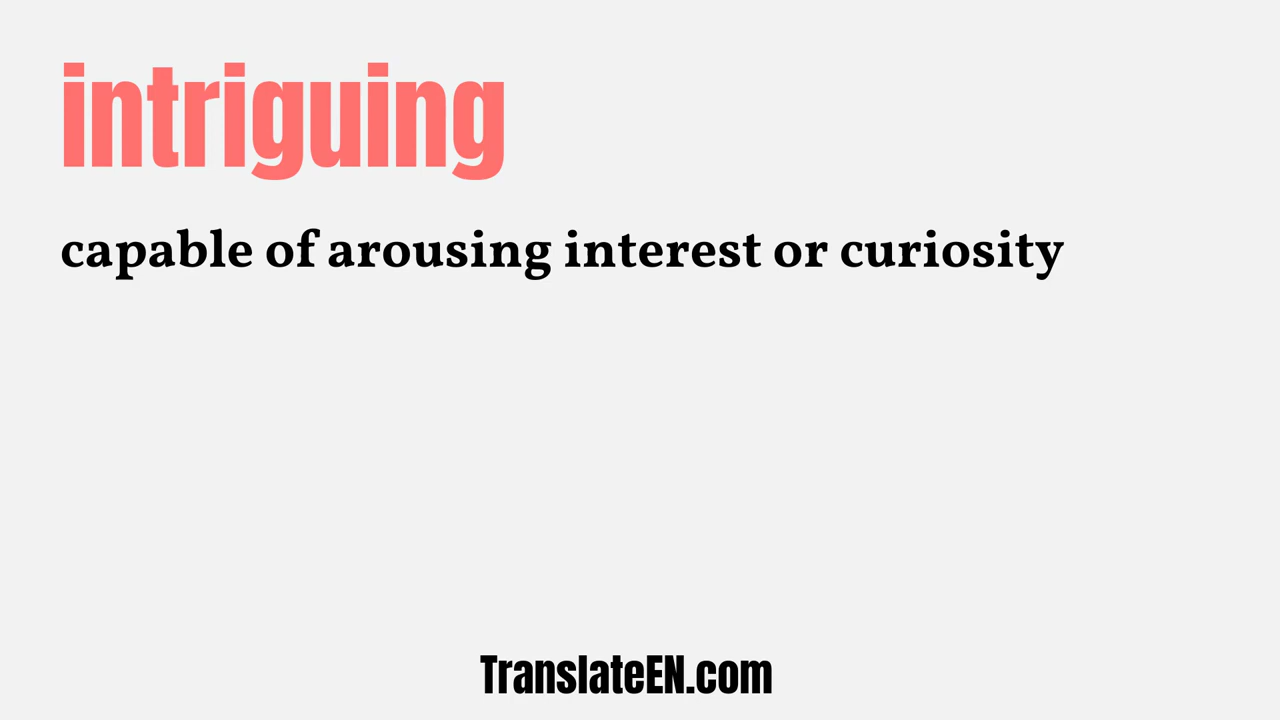 intriguing
capable of arousing interest or curiosity
TranslateEN.com